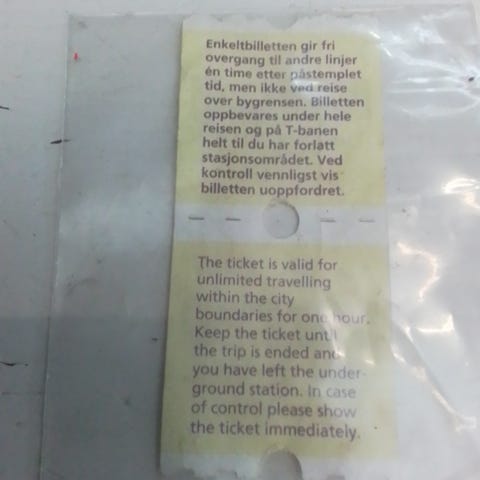 Enkeltbilletten gir fri
overgang til andre linjer
én time etter påstemplet
tid, men ikke ved reise
over bygrensen. Billetten
oppbevares under hele
reisen og på T-banen
helt til du har forlatt
stasjonsområdet. Ved
kontroll vennligst vis
billetten uoppfordret.
The ticket is valid for
unlimited travelling
within the city
boundaries for one hour.
Keep the ticket until
the trip is ended and
you have left the under-
ground station. In case
of control please show
the ticket immediately.